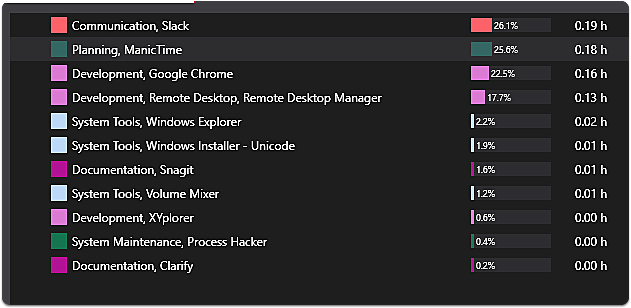 Communication, Slack 26.1% 0.19 h
Planning, ManicTime 25.6% 0.18 h
Development, Google Chrome 22.5% 0.16 h
Development, Remote Desktop, Remote Desktop Manager 17.7% 0.13 h
System Tools, Windows Explorer 2.2% 0.02 h
System Tools, Windows Installer - Unicode 1.9% 0.01 h
Documentation, Snagit 1.6% 0.01 h
System Tools, Volume Mixer 1.2% 0.01 h
Development, XYplorer 0.6% 0.00 h
System Maintenance, Process Hacker 0.4% 0.00 h
Documentation, Clarify 0.2% 0.00 h